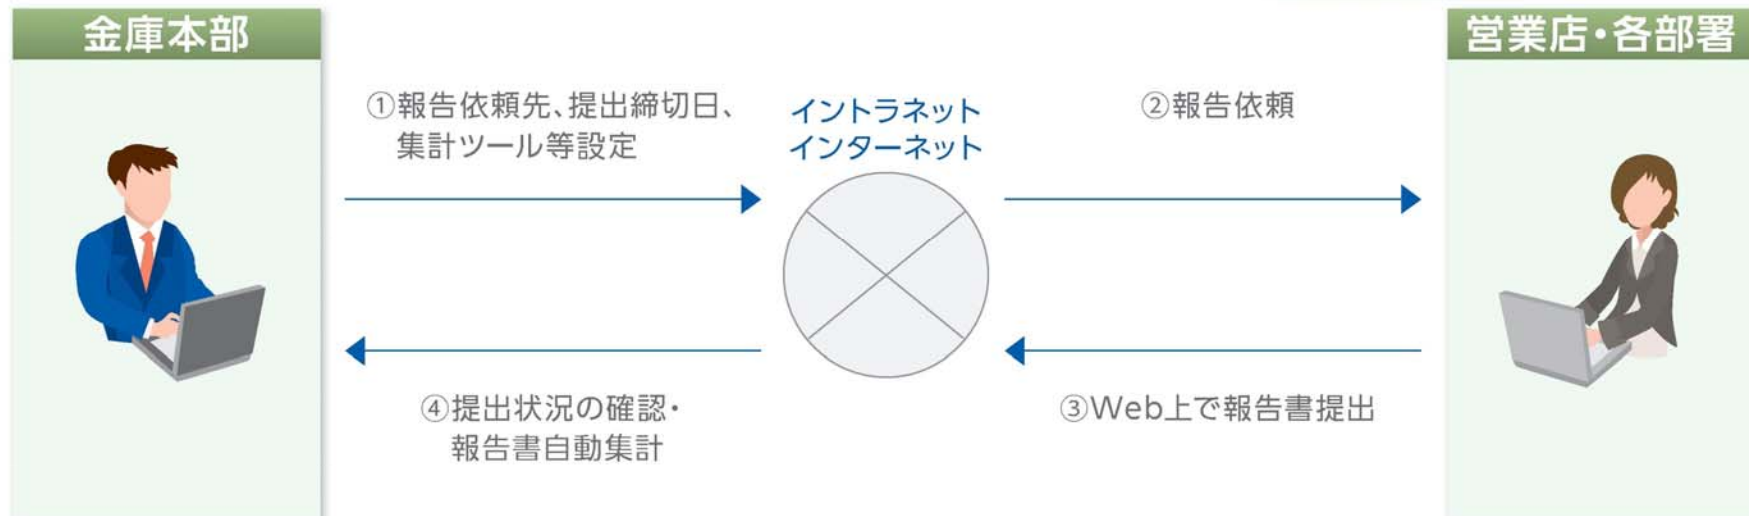 金庫本部
営業店・各部署
①報告依頼先、提出締切日、
集計ツール等設定
イントラネット
インターネット
②報告依頼
④提出状況の確認・
報告書自動集計
③Web上で報告書提出